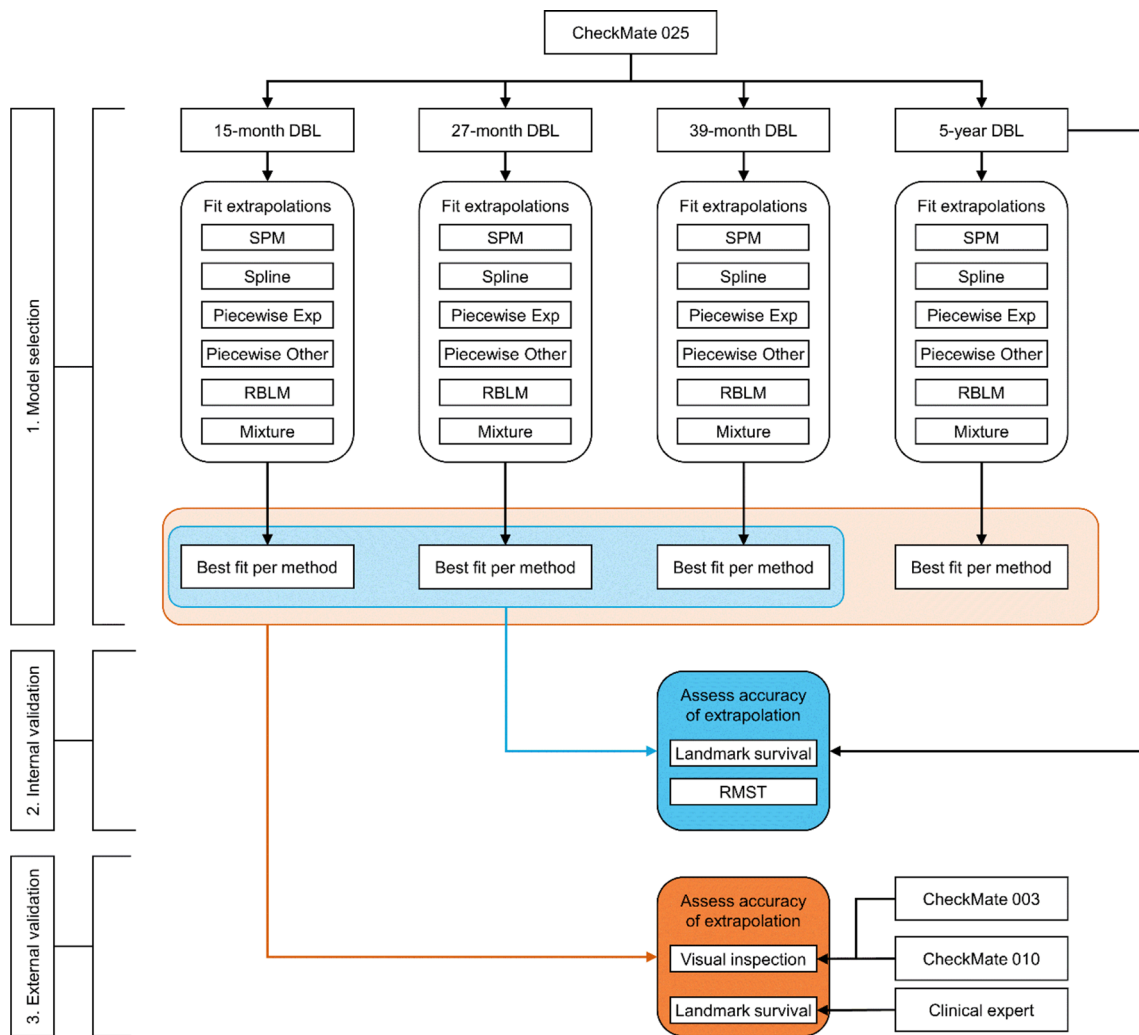 CheckMate 025
15-month DBL
27-month DBL
39-month DBL
5-year DBL
1. Model selection
Fit extrapolations
SPM
Spline
Piecewise Exp
Piecewise Other
RBLM
Mixture
Fit extrapolations
SPM
Spline
Piecewise Exp
Piecewise Other
RBLM
Mixture
Fit extrapolations
SPM
Spline
Piecewise Exp
Piecewise Other
RBLM
Mixture
Fit extrapolations
SPM
Spline
Piecewise Exp
Piecewise Other
RBLM
Mixture
Best fit per method
Best fit per method
Best fit per method
Best fit per method
2. Internal validation
Assess accuracy
of extrapolation
Landmark survival
RMST
3. External validation
Assess accuracy
of extrapolation
Visual inspection
Landmark survival
CheckMate 003
CheckMate 010
Clinical expert